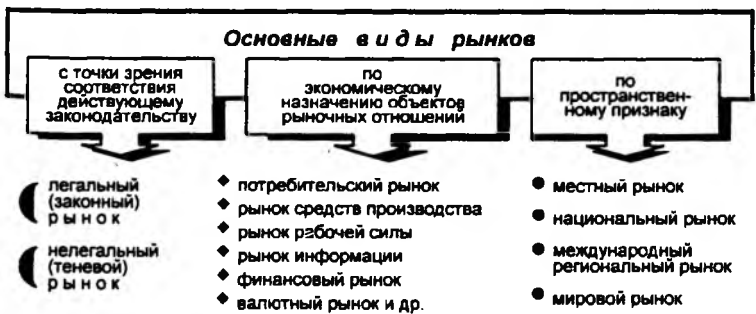 Основные виды рынков
с точки зрения
соответствия
действующему
законодательству
по
экономическому
назначению объектов
рыночных отношений
по
пространствен-
ному признаку
легальный
(законный)
рынок
нелегальный
(теневой)
рынок
потребительский рынок
рынок средств производства
рынок рабочей силы
рынок информации
финансовый рынок
валютный рынок и др.
местный рынок
национальный рынок
международный
региональный рынок
мировой рынок